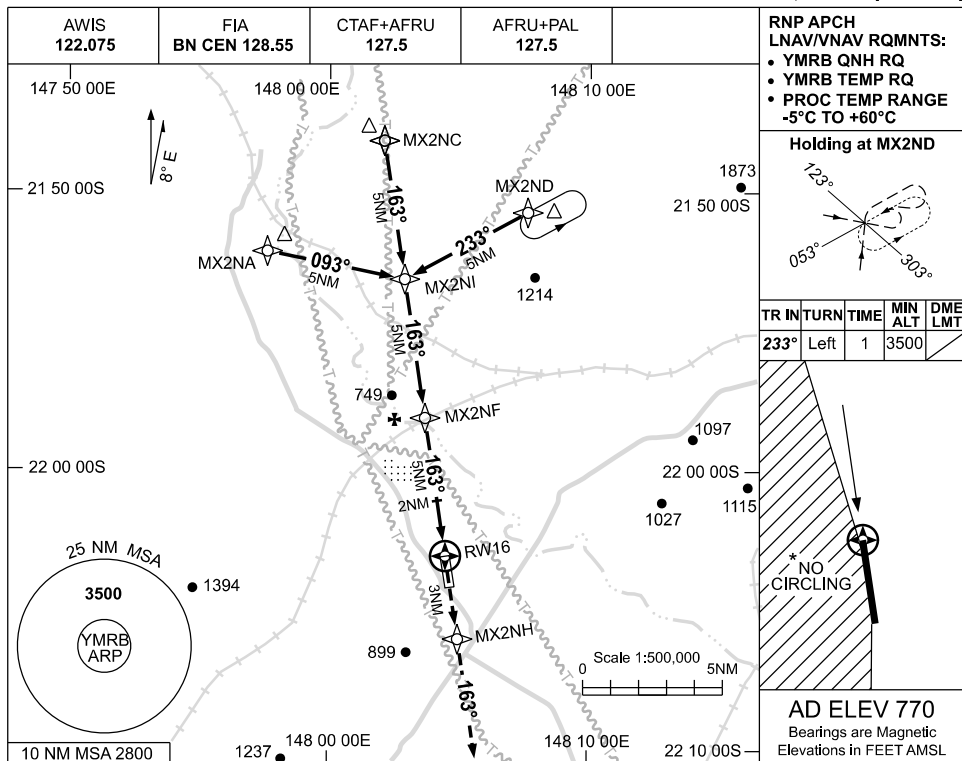 AWIS
122.075
FIA
BN CEN 128.55
CTAF+AFRU
127.5
AFRU+PAL
127.5
RNP APCH
LNAV/VNAV RQMNTS:
• YMRB QNH RQ
• YMRB TEMP RQ
• PROC TEMP RANGE
-5°C TO +60°C
147 50 00E
148 00 00E
148 10 00E
8° E
MX2NC
163°
5NM
MX2ND
233°
5NM
1873
21 50 00S
21 50 00S
MX2NA
093°
5NM
MX2NI
1214
163°
5NM
749
MX2NF
1097
22 00 00S
22 00 00S
163°
5NM
2NM
1027
1115
RW16
3NM
MX2NH
163°
25 NM MSA
3500
YMRB
ARP
1394
899
Scale 1:500,000
0
5NM
10 NM MSA 2800
1237
148 00 00E
148 10 00E
22 10 00S
Holding at MX2ND
123°
053°
303°
TR IN
TURN
TIME
MIN ALT
DME LMT
233°
Left
1
3500
*NO
CIRCLING
AD ELEV 770
Bearings are Magnetic
Elevations in FEET AMSL